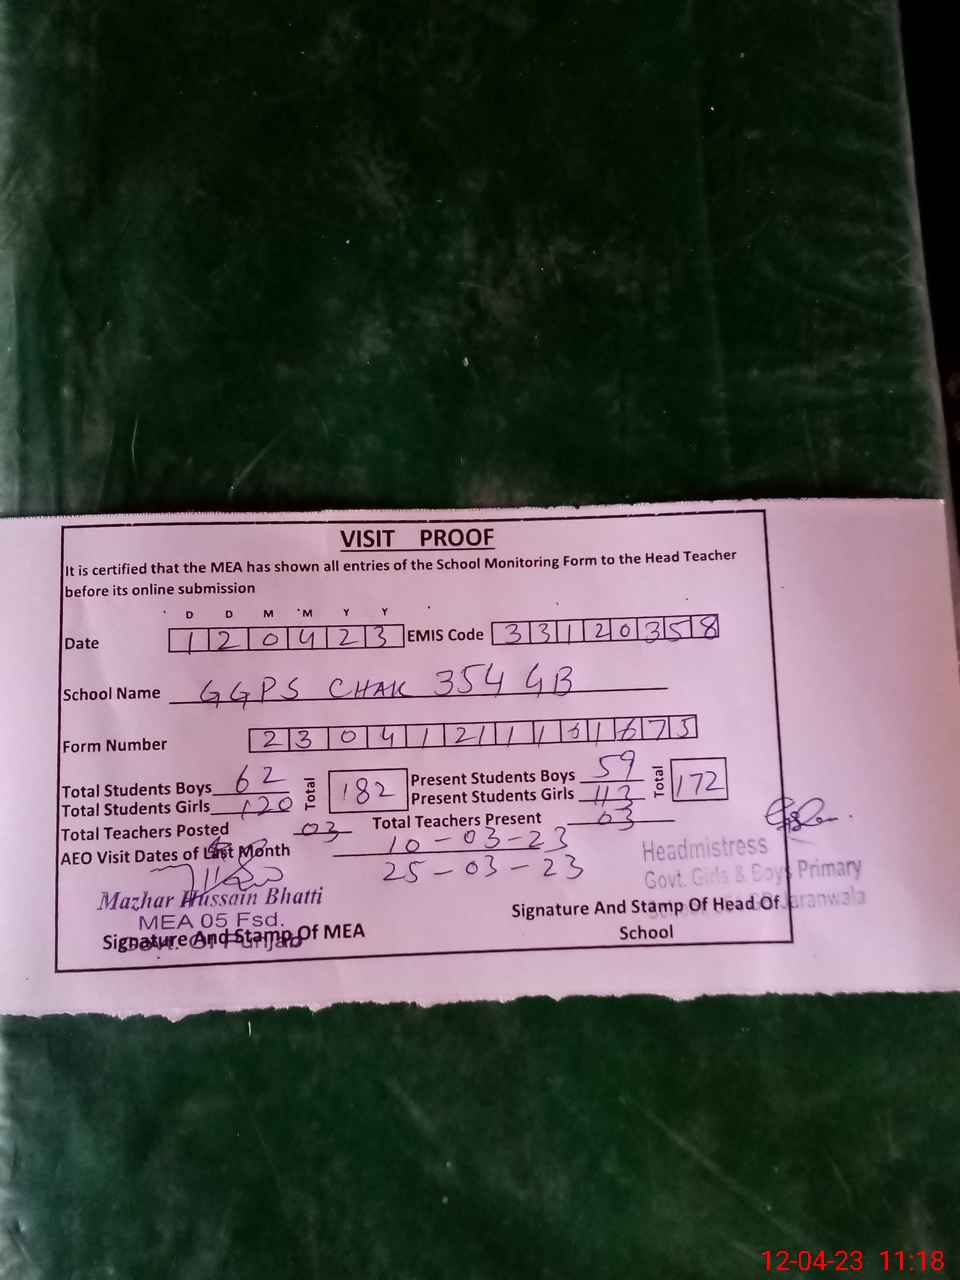 VISIT PROOF
It is certified that the MEA has shown all entries of the School Monitoring Form to the Head Teacher
before its online submission
D D M M Y Y
Date 1 2 0 4 2 3 EMIS Code 3 3 1 2 0 3 5 8
School Name GGPS CHAK 354 GB
Form Number 2 3 0 4 1 2 1 1 1 3 1 6 7 5
Total Students Boys 62 Total 182 Present Students Boys 59 Total 172
Total Students Girls 120 Present Students Girls 113
Total Teachers Posted 03 Total Teachers Present 03
AEO Visit Dates of Last Month 10-03-23
25-03-23
Mazhar Hussain Bhatti
MEA 05 Fsd.
Govt. Of Punjab
Signature And Stamp Of MEA
Headmistress
Govt. Girls & Boys Primary
Jaranwala
Signature And Stamp Of Head Of
School
12-04-23 11:18